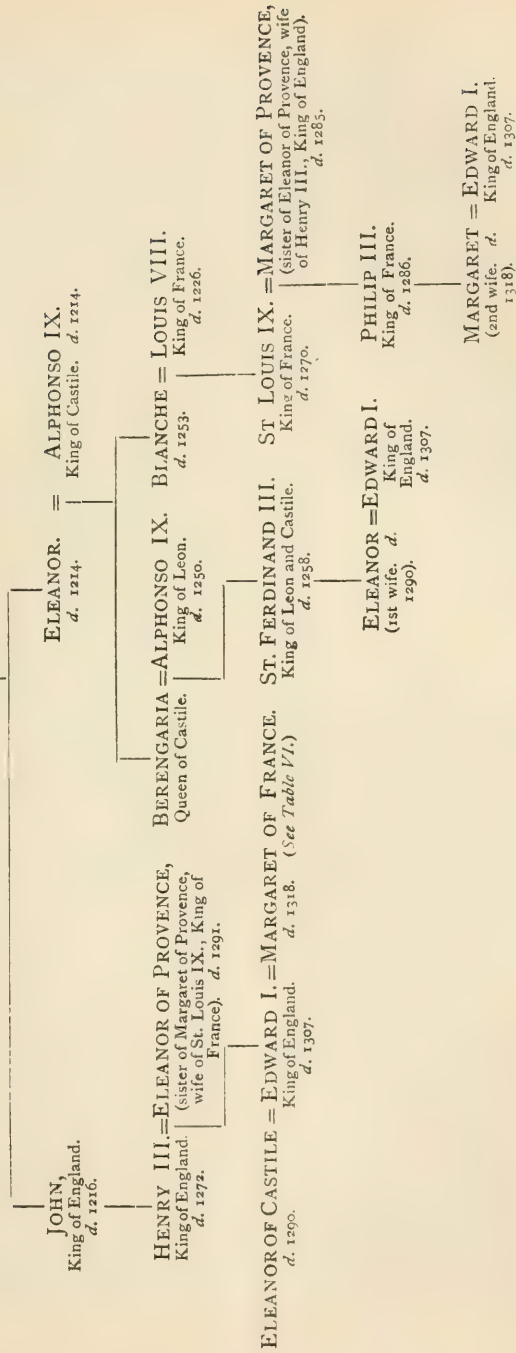 JOHN,
King of England.
d. 1216.
ELEANOR. = ALPHONSO IX.
d. 1214.
King of Castile. d. 1214.
HENRY III.=ELEANOR OF PROVENCE,
King of England.
d. 1272.
(sister of Margaret of Provence,
wife of St. Louis IX., King of
France). d. 1291.
BERENGARIA =ALPHONSO IX.
Queen of Castile.
King of Leon.
d. 1250.
BLANCHE = LOUIS VIII.
d. 1253.
King of France.
d. 1226.
ELEANOR OF CASTILE = EDWARD I. =MARGARET OF FRANCE.
d. 1290.
King of England.
d. 1307.
d. 1318. (See Table VI.)
ST. FERDINAND III.
King of Leon and Castile.
d. 1258.
ST LOUIS IX. =MARGARET OF PROVENCE,
King of France.
d. 1270.
(sister of Eleanor of Provence, wife
of Henry III., King of England).
d. 1285.
ELEANOR =EDWARD I.
(1st wife. d.
1290).
King of
England.
d. 1307.
PHILIP III.
King of France.
d. 1286.
MARGARET = EDWARD I.
(2nd wife. d.
1318).
King of England.
d. 1307.